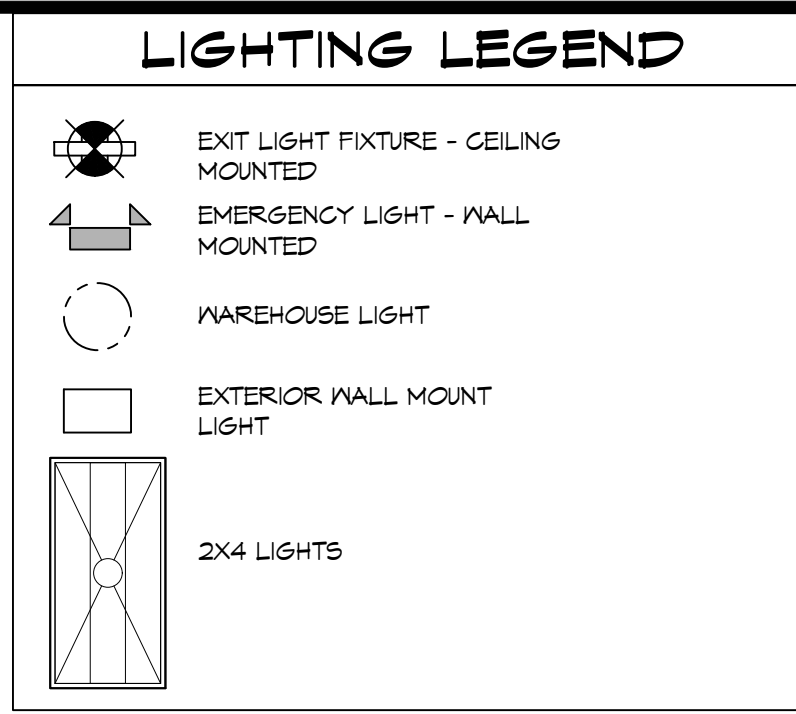 LIGHTING LEGEND
EXIT LIGHT FIXTURE - CEILING
MOUNTED
EMERGENCY LIGHT - WALL
MOUNTED
WAREHOUSE LIGHT
EXTERIOR WALL MOUNT
LIGHT
2X4 LIGHTS